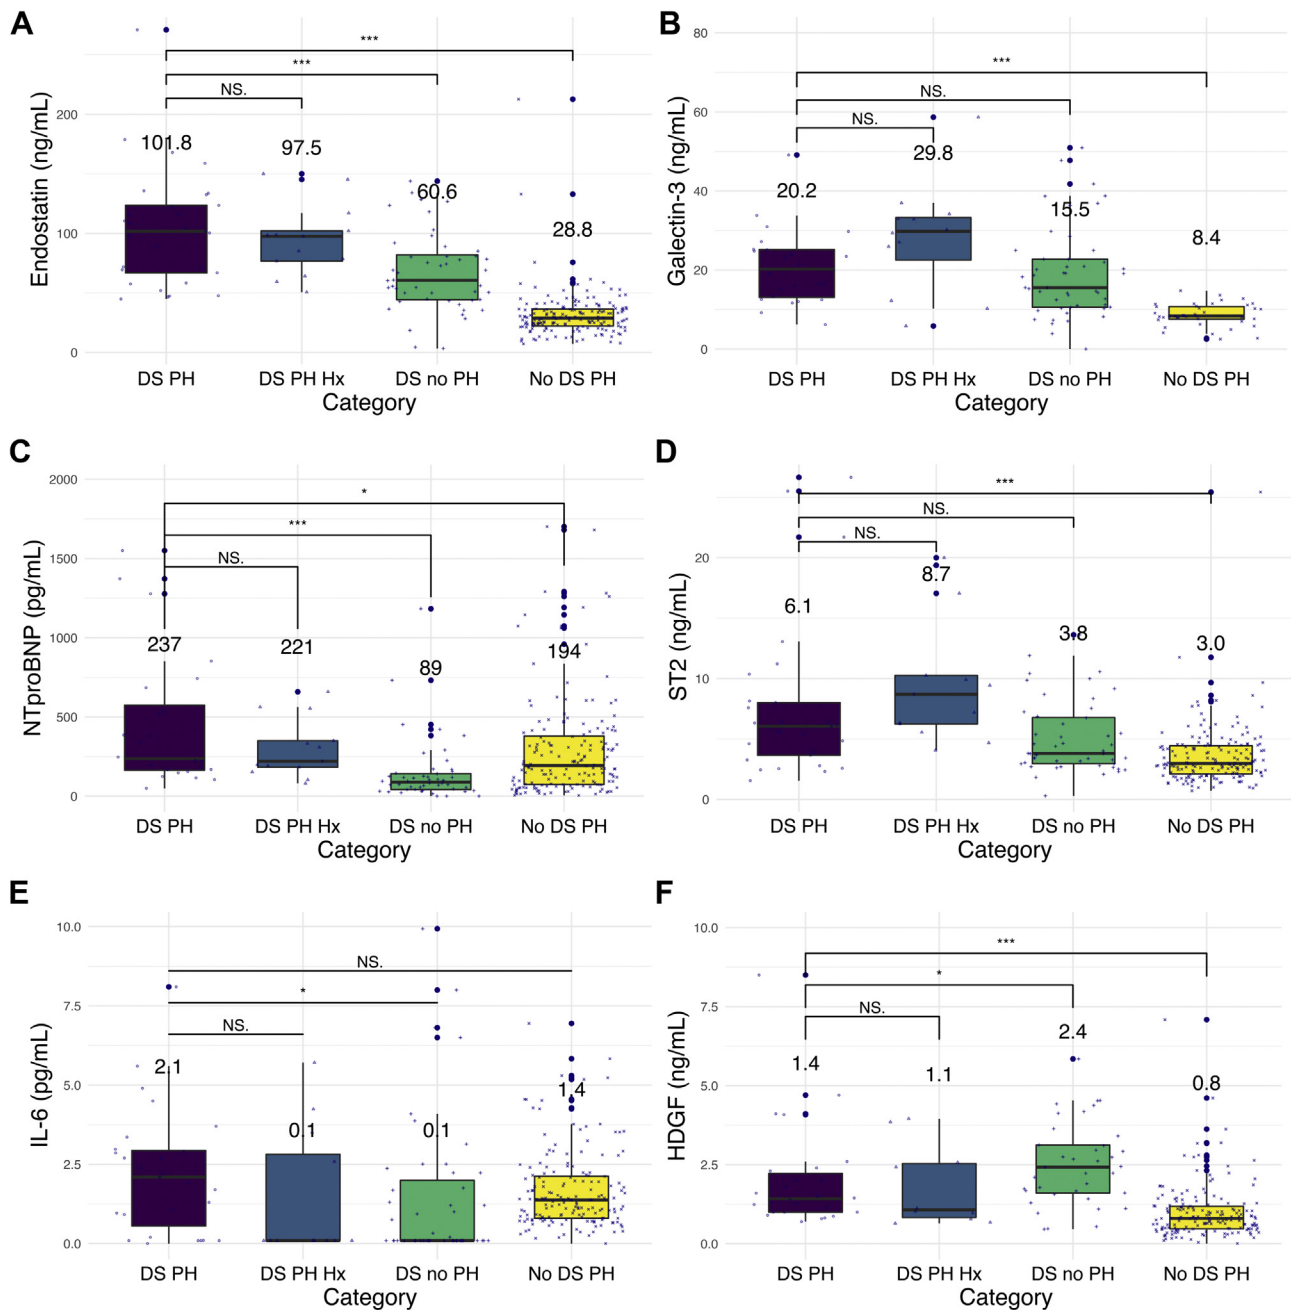 A
Endostatin (ng/mL)
200
100
0
***
***
NS.
101.8
97.5
60.6
28.8
DS PH
DS PH Hx
DS no PH
No DS PH
Category
B
Galectin-3 (ng/mL)
80
60
40
20
0
***
NS.
NS.
20.2
29.8
15.5
8.4
DS PH
DS PH Hx
DS no PH
No DS PH
Category
C
NTproBNP (pg/mL)
2000
1500
1000
500
0
*
***
NS.
237
221
89
194
DS PH
DS PH Hx
DS no PH
No DS PH
Category
D
ST2 (ng/mL)
20
10
0
***
NS.
NS.
6.1
8.7
3.8
3.0
DS PH
DS PH Hx
DS no PH
No DS PH
Category
E
IL-6 (pg/mL)
10.0
7.5
5.0
2.5
0.0
NS.
*
NS.
2.1
0.1
0.1
1.4
DS PH
DS PH Hx
DS no PH
No DS PH
Category
F
HDGF (ng/mL)
10.0
7.5
5.0
2.5
0.0
***
*
NS.
1.4
1.1
2.4
0.8
DS PH
DS PH Hx
DS no PH
No DS PH
Category